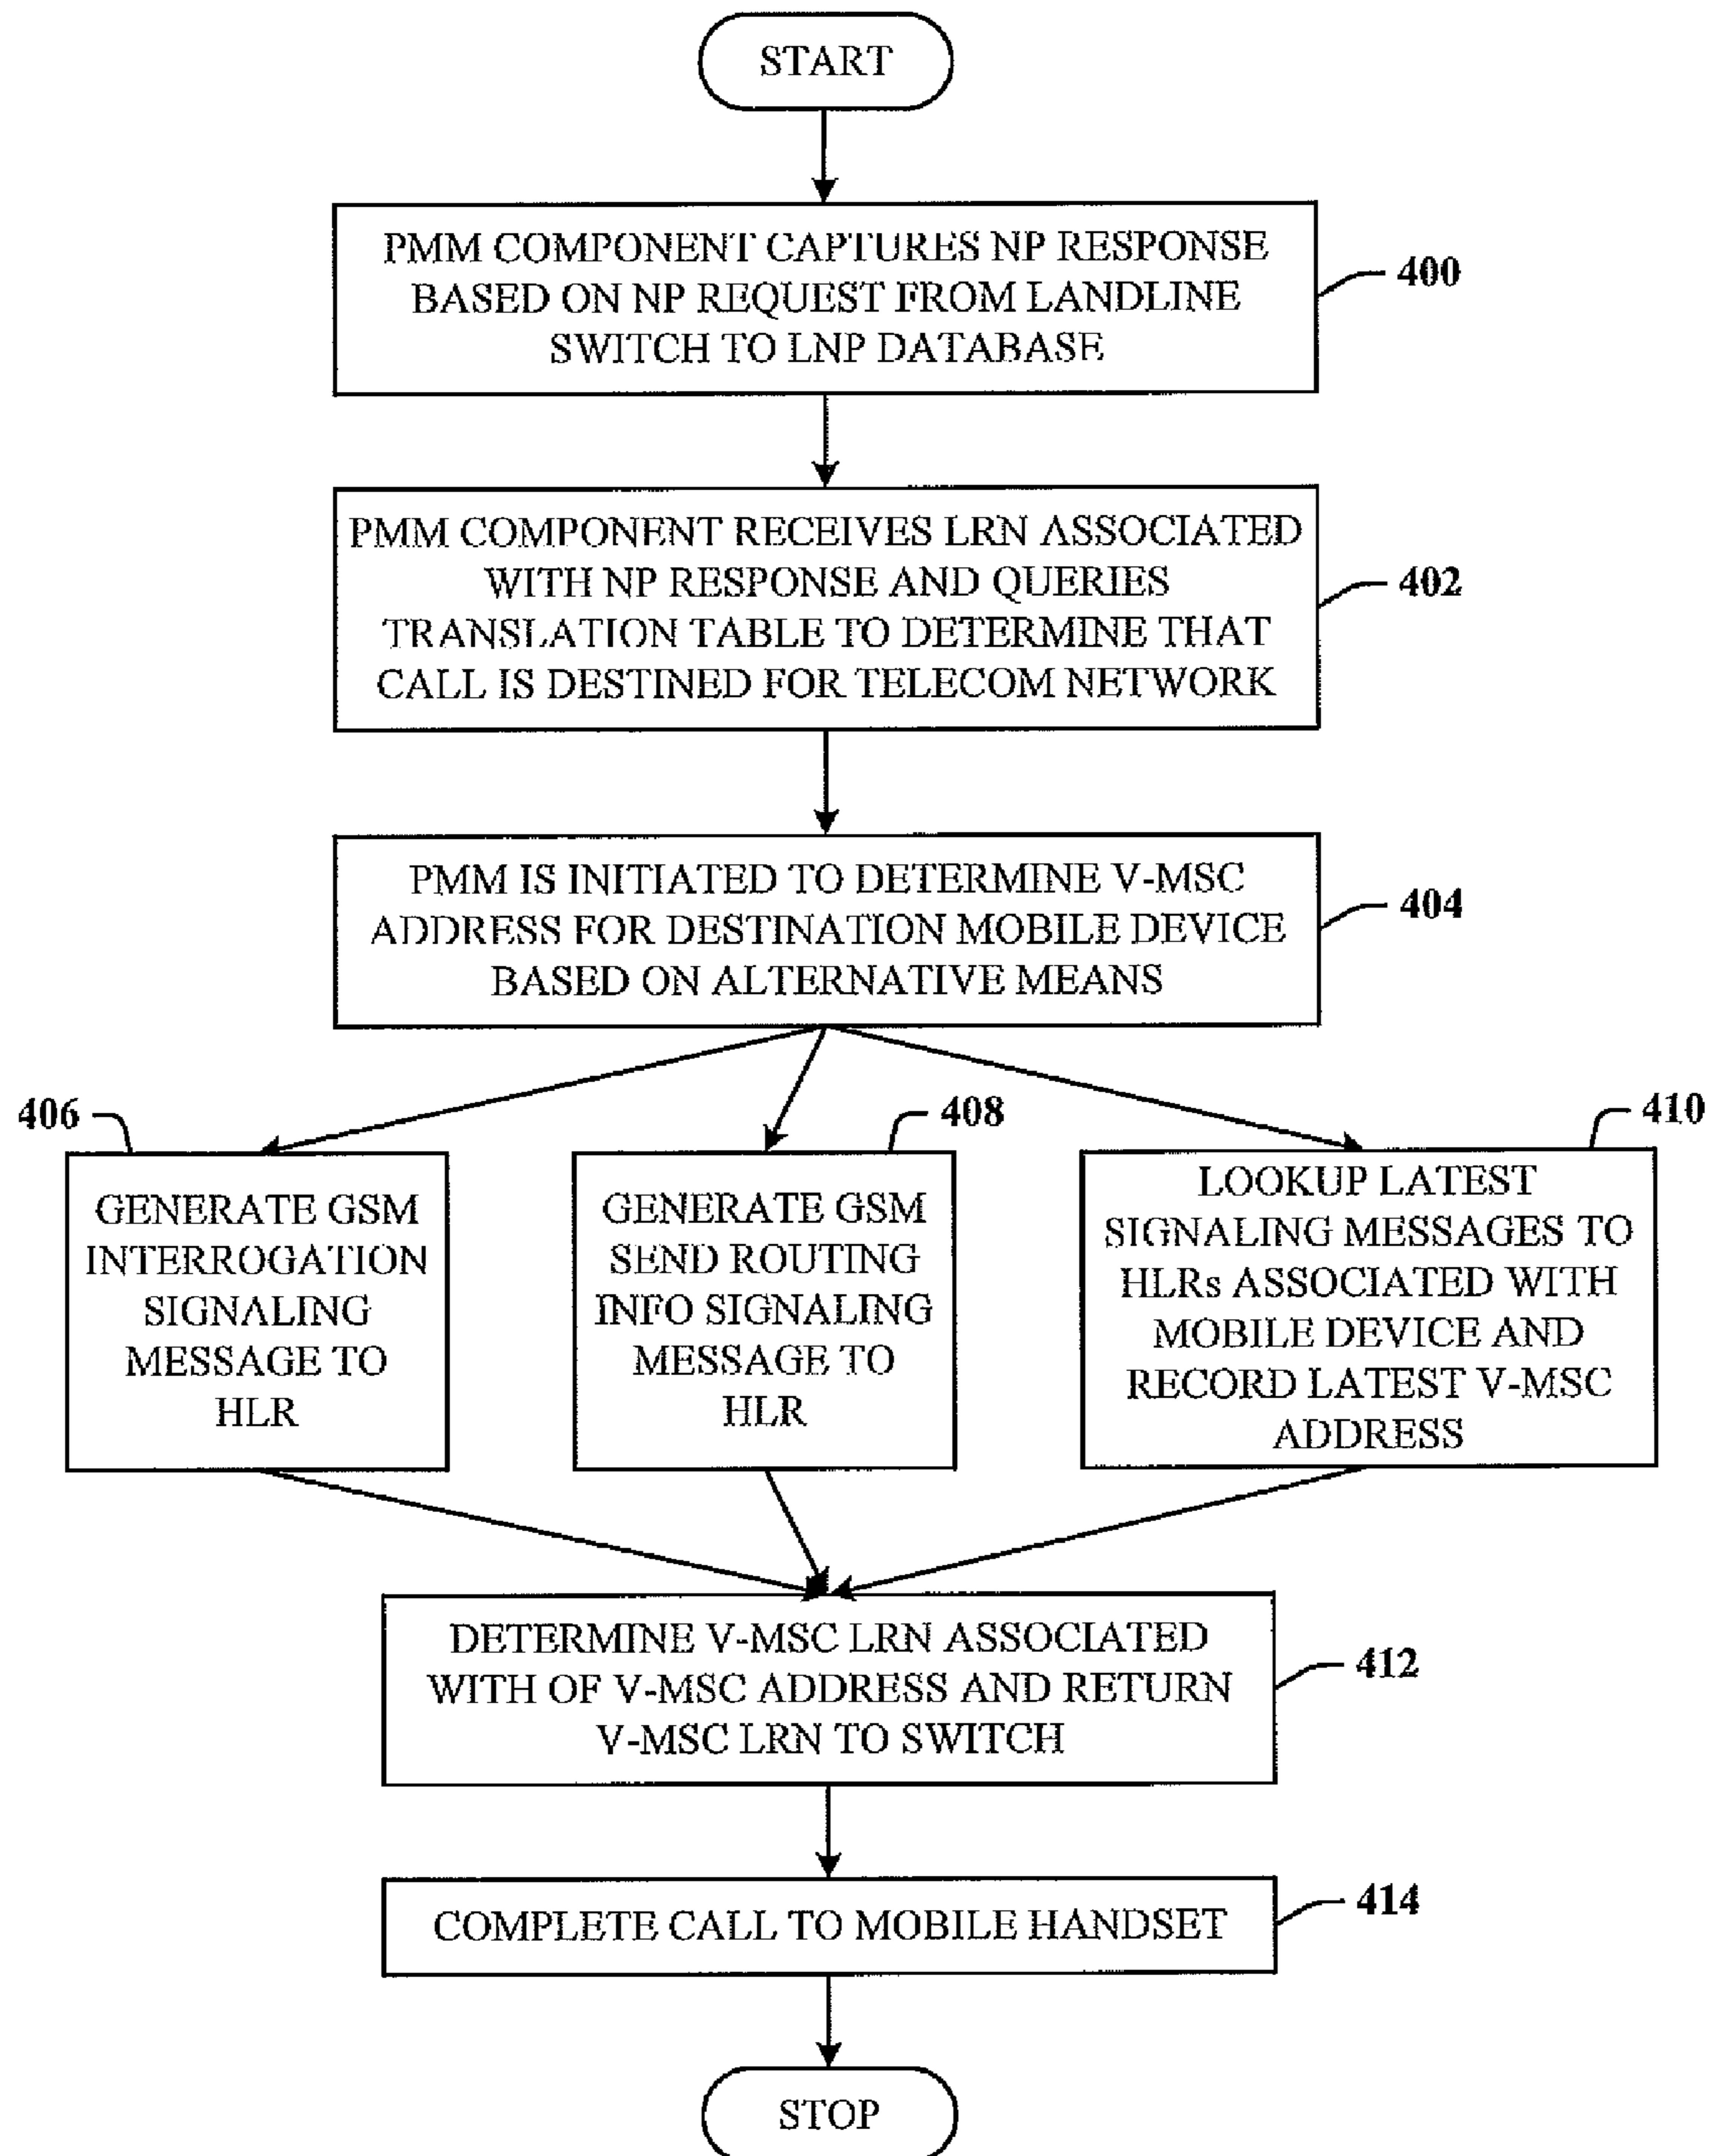 START
PMM COMPONENT CAPTURES NP RESPONSE
BASED ON NP REQUEST FROM LANDLINE
SWITCH TO LNP DATABASE
400
PMM COMPONENT RECEIVES LRN ASSOCIATED
WITH NP RESPONSE AND QUERIES
TRANSLATION TABLE TO DETERMINE THAT
CALL IS DESTINED FOR TELECOM NETWORK
402
PMM IS INITIATED TO DETERMINE V-MSC
ADDRESS FOR DESTINATION MOBILE DEVICE
BASED ON ALTERNATIVE MEANS
404
406
GENERATE GSM
INTERROGATION
SIGNALING
MESSAGE TO
HLR
408
GENERATE GSM
SEND ROUTING
INFO SIGNALING
MESSAGE TO
HLR
410
LOOKUP LATEST
SIGNALING MESSAGES TO
HLRs ASSOCIATED WITH
MOBILE DEVICE AND
RECORD LATEST V-MSC
ADDRESS
DETERMINE V-MSC LRN ASSOCIATED
WITH OF V-MSC ADDRESS AND RETURN
V-MSC LRN TO SWITCH
412
COMPLETE CALL TO MOBILE HANDSET
414
STOP